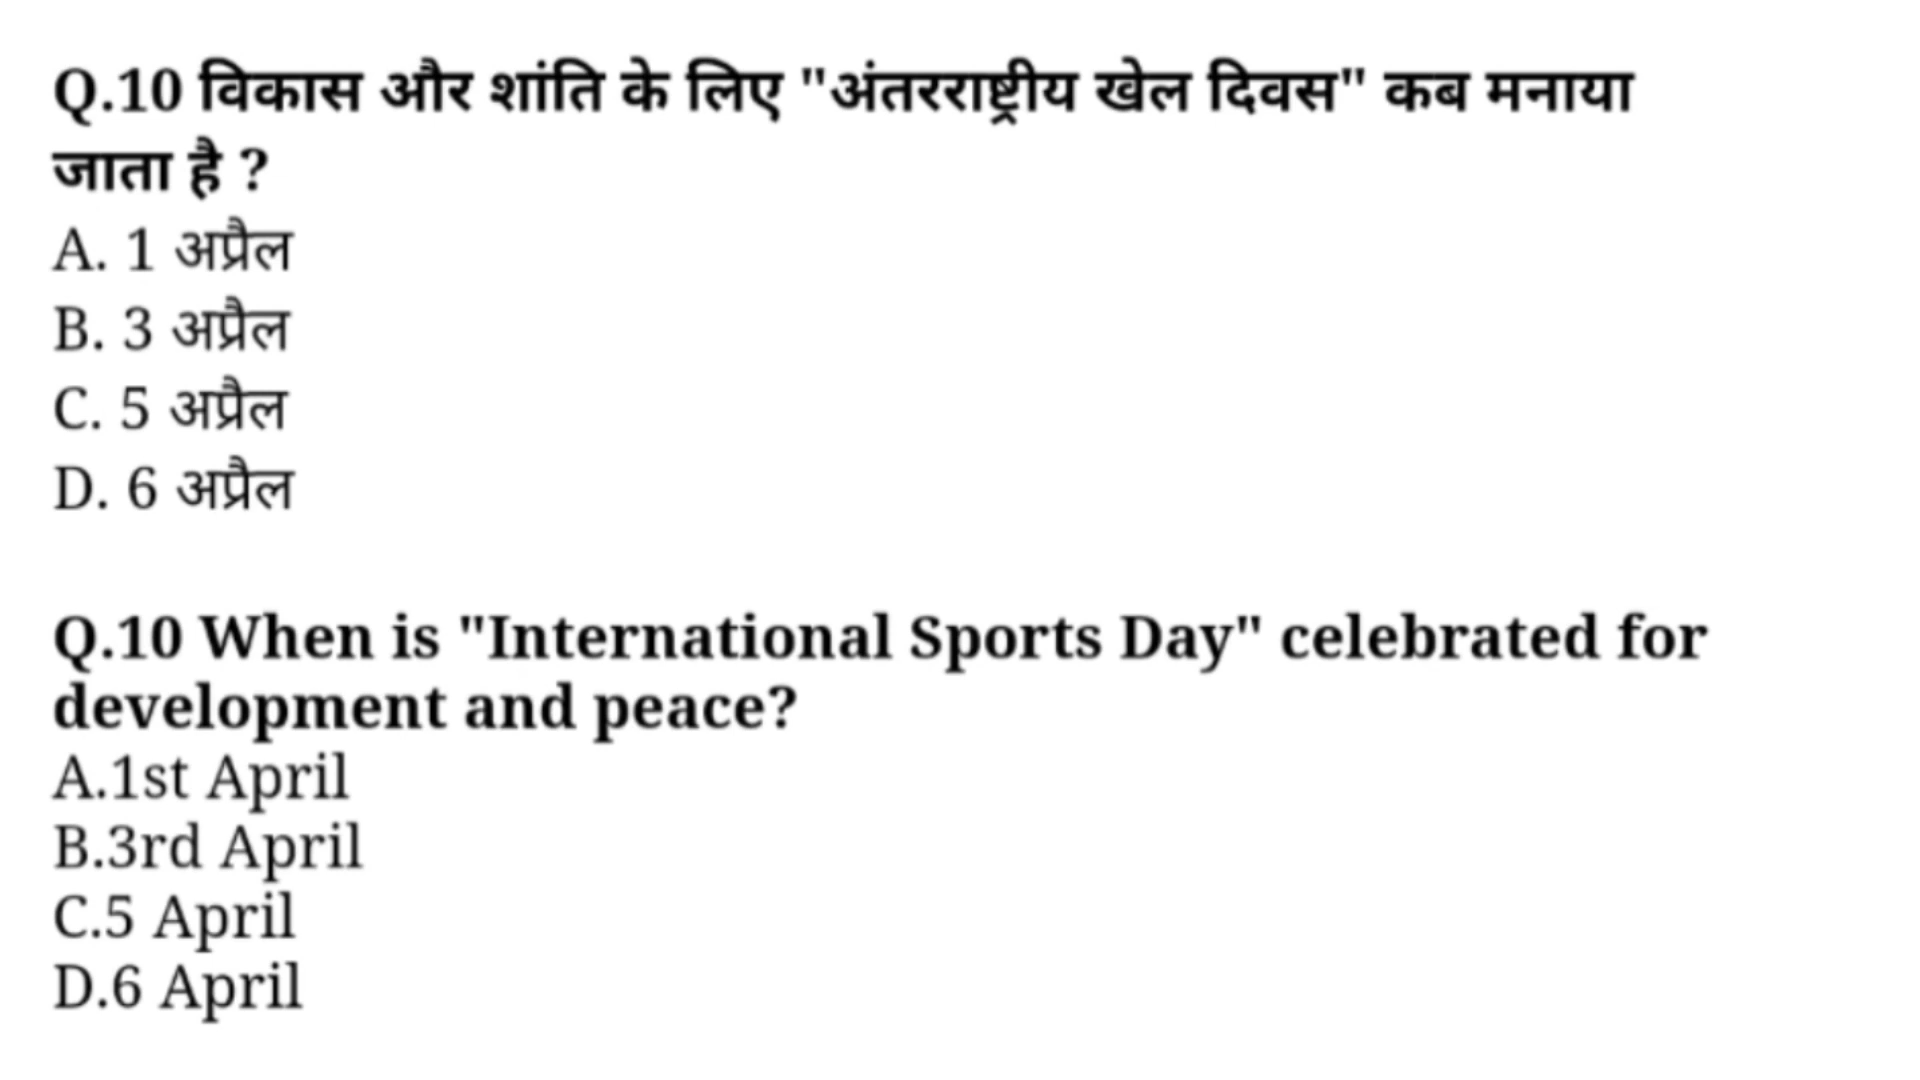 Q.10 विकास और शांति के लिए "अंतरराष्ट्रीय खेल दिवस" कब मनाया
जाता है ?
A. 1 अप्रैल
B. 3 अप्रैल
C. 5 अप्रैल
D. 6 अप्रैल
Q.10 When is "International Sports Day" celebrated for
development and peace?
A.1st April
B.3rd April
C.5 April
D.6 April